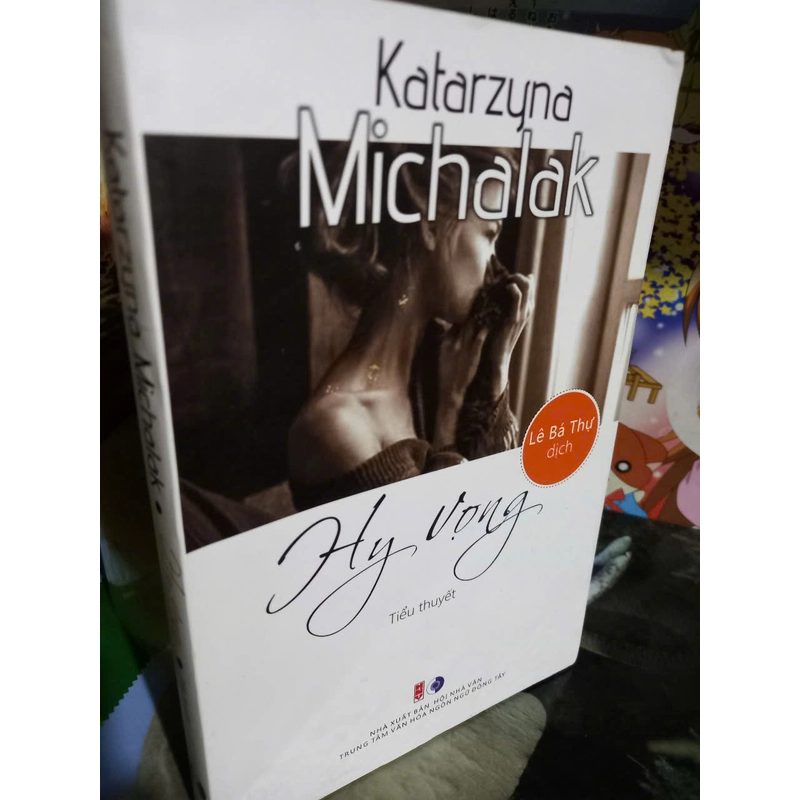 Katarzyna
Michalak
Lê Bá Thự
dịch
Hy vọng
Tiểu thuyết
NHÀ XUẤT BẢN HỘI NHÀ VĂN
TRUNG TÂM VĂN HÓA NGÔN NGỮ ĐÔNG TÂY
Katarzyna Michalak •